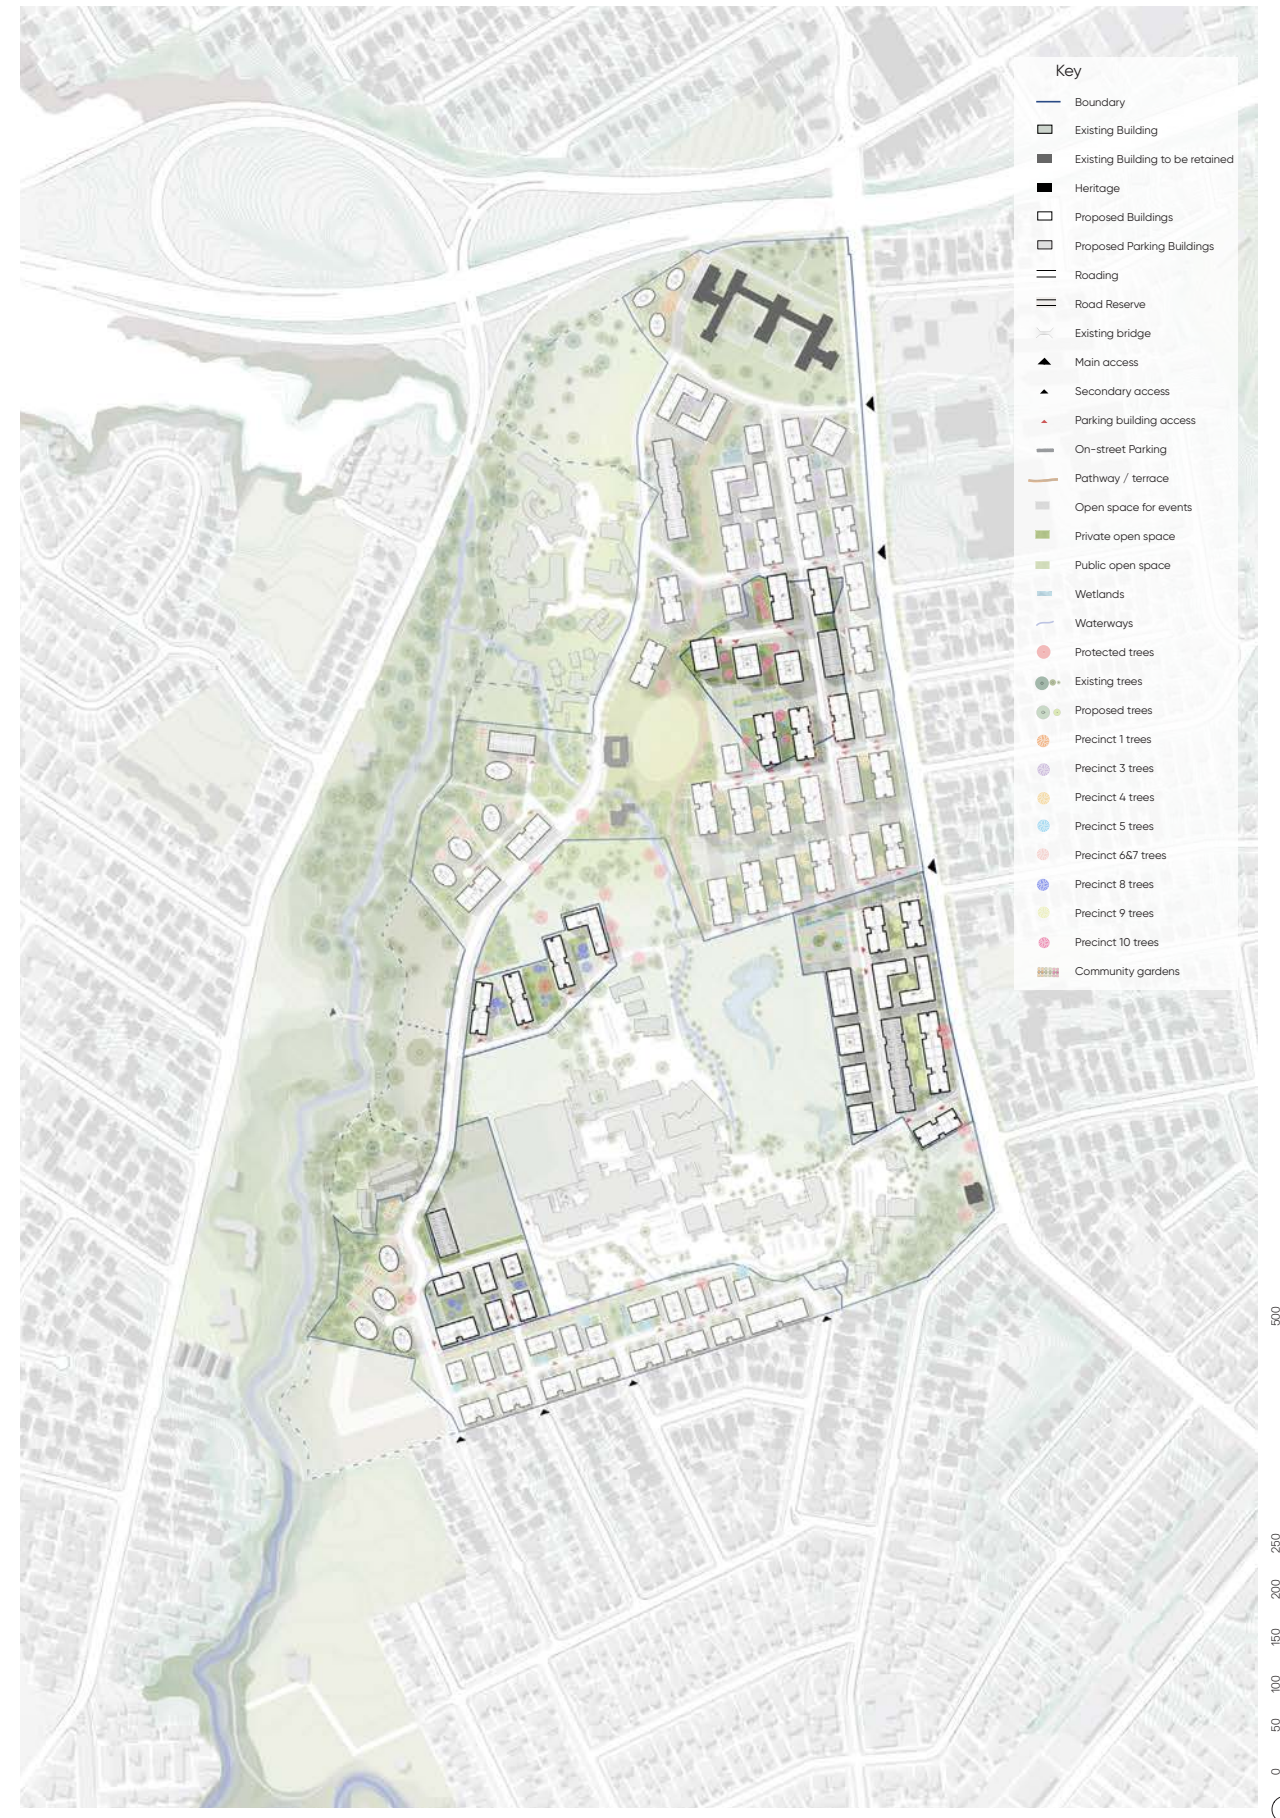 Key
Boundary
Existing Building
Existing Building to be retained
Heritage
Proposed Buildings
Proposed Parking Buildings
Roading
Road Reserve
Existing bridge
Main access
Secondary access
Parking building access
On-street Parking
Pathway / terrace
Open space for events
Private open space
Public open space
Wetlands
Waterways
Protected trees
Existing trees
Proposed trees
Precinct 1 trees
Precinct 3 trees
Precinct 4 trees
Precinct 5 trees
Precinct 6&7 trees
Precinct 8 trees
Precinct 9 trees
Precinct 10 trees
Community gardens
500
250
200
150
100
50
0